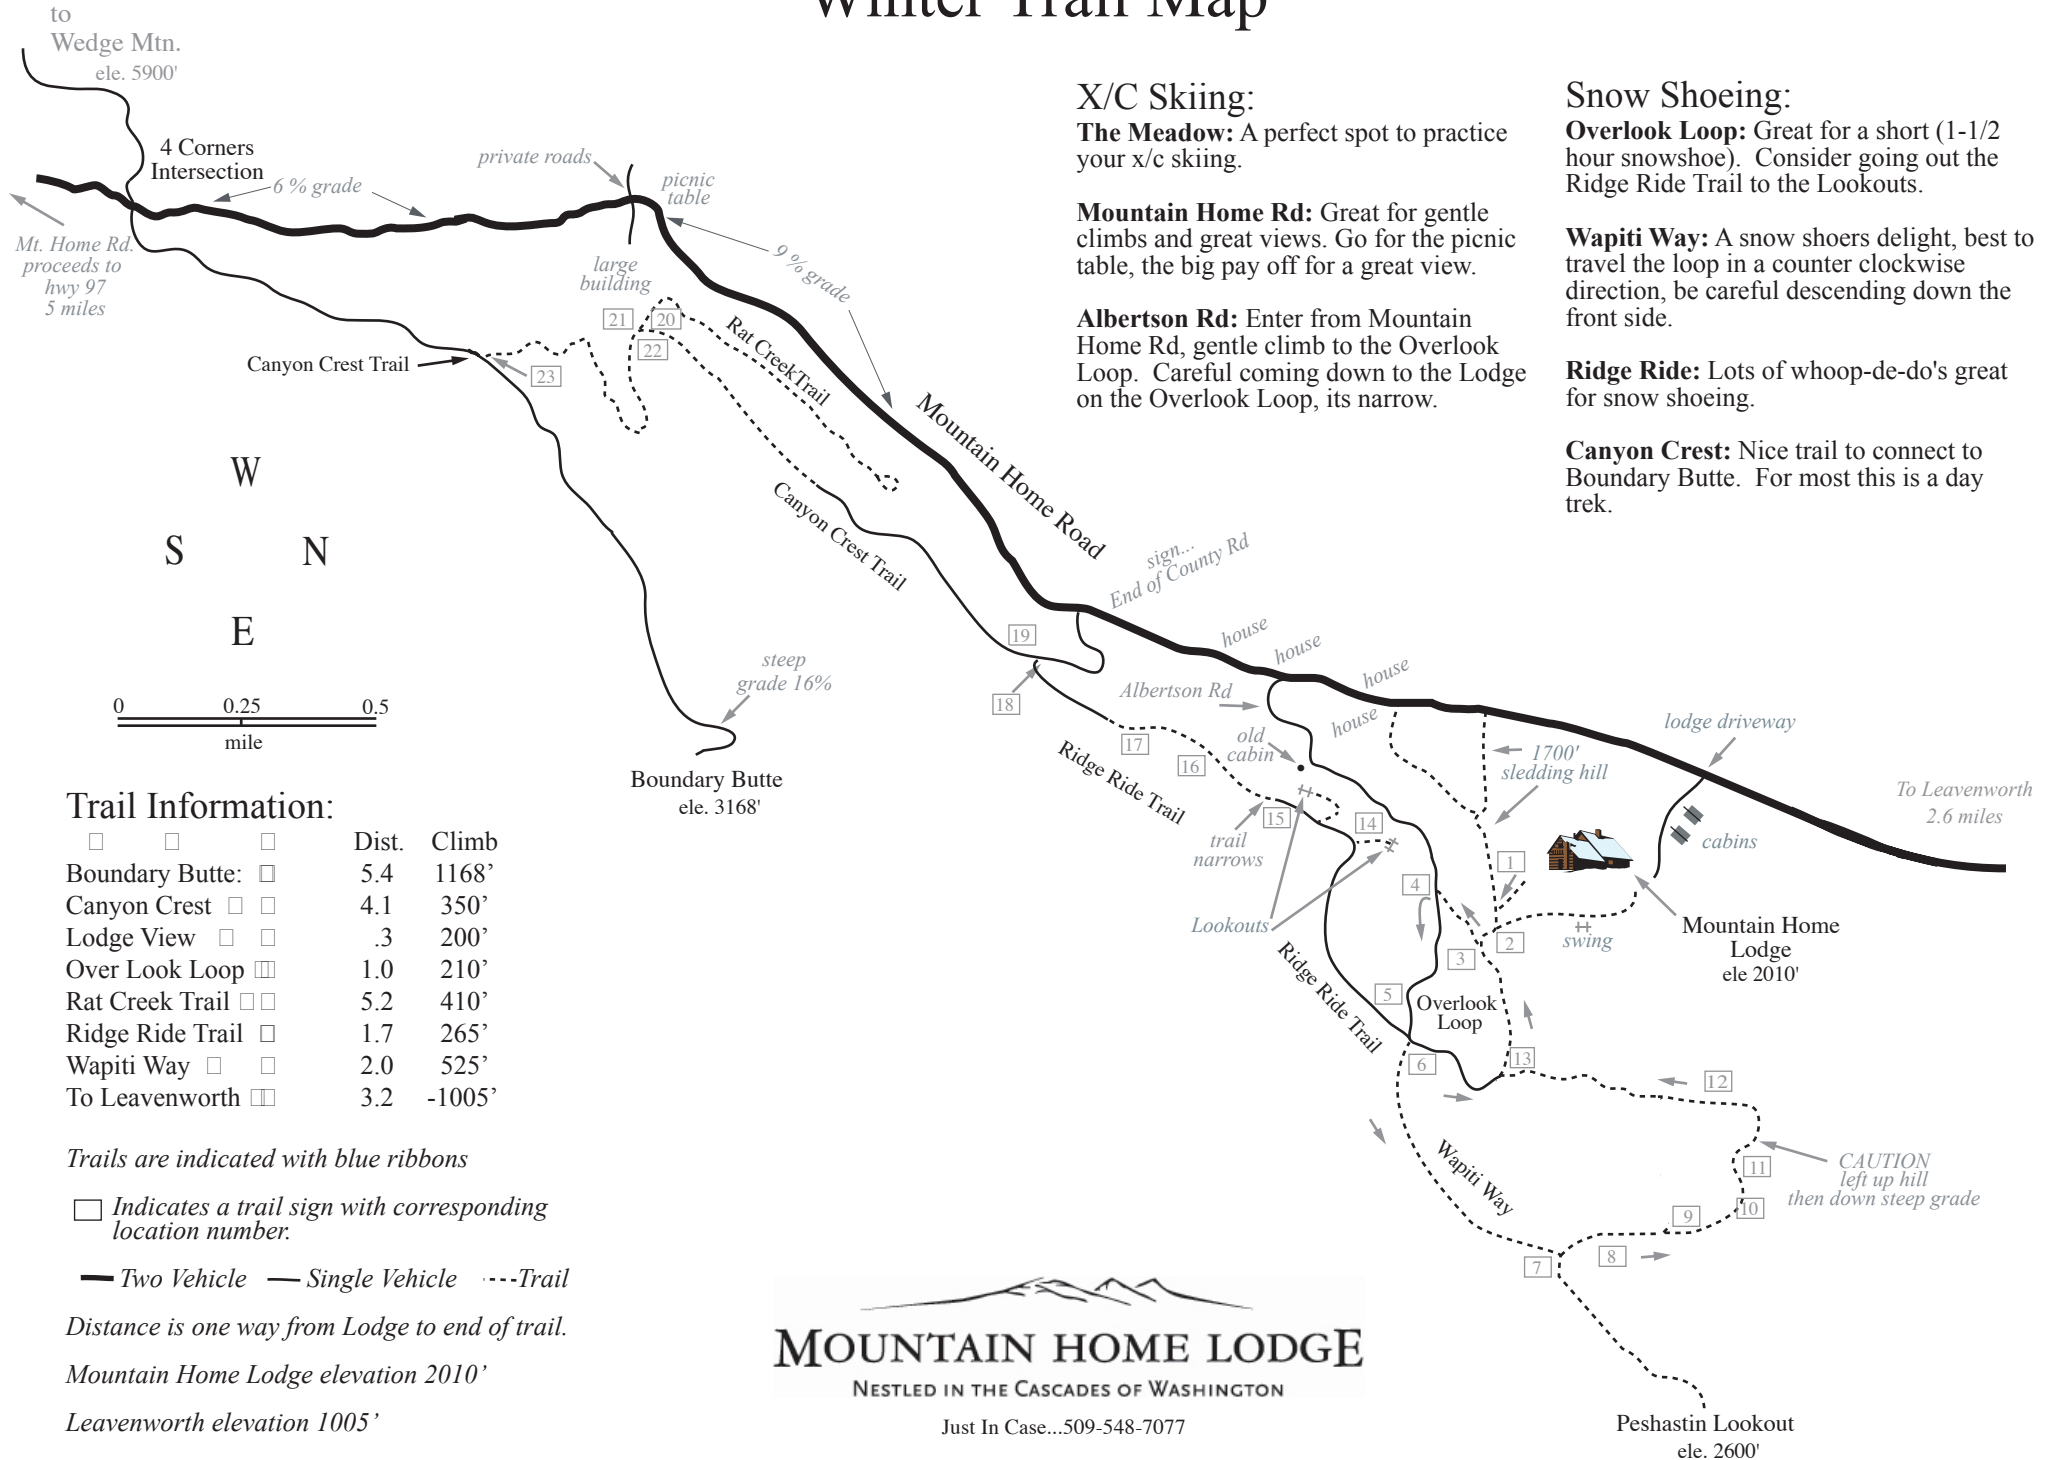 Winter Trail Map
to
Wedge Mtn.
ele. 5900'
4 Corners
Intersection
6 % grade
private roads
picnic
table
Mt. Home Rd.
proceeds to
hwy 97
5 miles
large
building
9 % grade
21
20
22
23
Rat CreekTrail
Canyon Crest Trail
Mountain Home Road
Canyon Crest Trail
W
S N
E
0 0.25 0.5
mile
steep
grade 16%
Boundary Butte
ele. 3168'
X/C Skiing:
The Meadow: A perfect spot to practice
your x/c skiing.
Mountain Home Rd: Great for gentle
climbs and great views. Go for the picnic
table, the big pay off for a great view.
Albertson Rd: Enter from Mountain
Home Rd, gentle climb to the Overlook
Loop. Careful coming down to the Lodge
on the Overlook Loop, its narrow.
Snow Shoeing:
Overlook Loop: Great for a short (1-1/2
hour snowshoe). Consider going out the
Ridge Ride Trail to the Lookouts.
Wapiti Way: A snow shoers delight, best to
travel the loop in a counter clockwise
direction, be careful descending down the
front side.
Ridge Ride: Lots of whoop-de-do's great
for snow shoeing.
Canyon Crest: Nice trail to connect to
Boundary Butte. For most this is a day
trek.
sign...
End of County Rd
house
house
house
house
19
18
17
16
15
14
Albertson Rd
old
cabin
Ridge Ride Trail
trail
narrows
Lookouts
1700'
sledding hill
lodge driveway
To Leavenworth
2.6 miles
cabins
1
2
3
4
5
6
swing
Mountain Home
Lodge
ele 2010'
Overlook
Loop
Ridge Ride Trail
13
12
11
10
9
8
7
Wapiti Way
CAUTION
left up hill
then down steep grade
Peshastin Lookout
ele. 2600'
Trail Information:
Dist. Climb
Boundary Butte: 5.4 1168’
Canyon Crest 4.1 350’
Lodge View .3 200’
Over Look Loop 1.0 210’
Rat Creek Trail 5.2 410’
Ridge Ride Trail 1.7 265’
Wapiti Way 2.0 525’
To Leavenworth 3.2 -1005’
Trails are indicated with blue ribbons
Indicates a trail sign with corresponding
location number.
Two Vehicle Single Vehicle Trail
Distance is one way from Lodge to end of trail.
Mountain Home Lodge elevation 2010’
Leavenworth elevation 1005’
MOUNTAIN HOME LODGE
NESTLED IN THE CASCADES OF WASHINGTON
Just In Case...509-548-7077